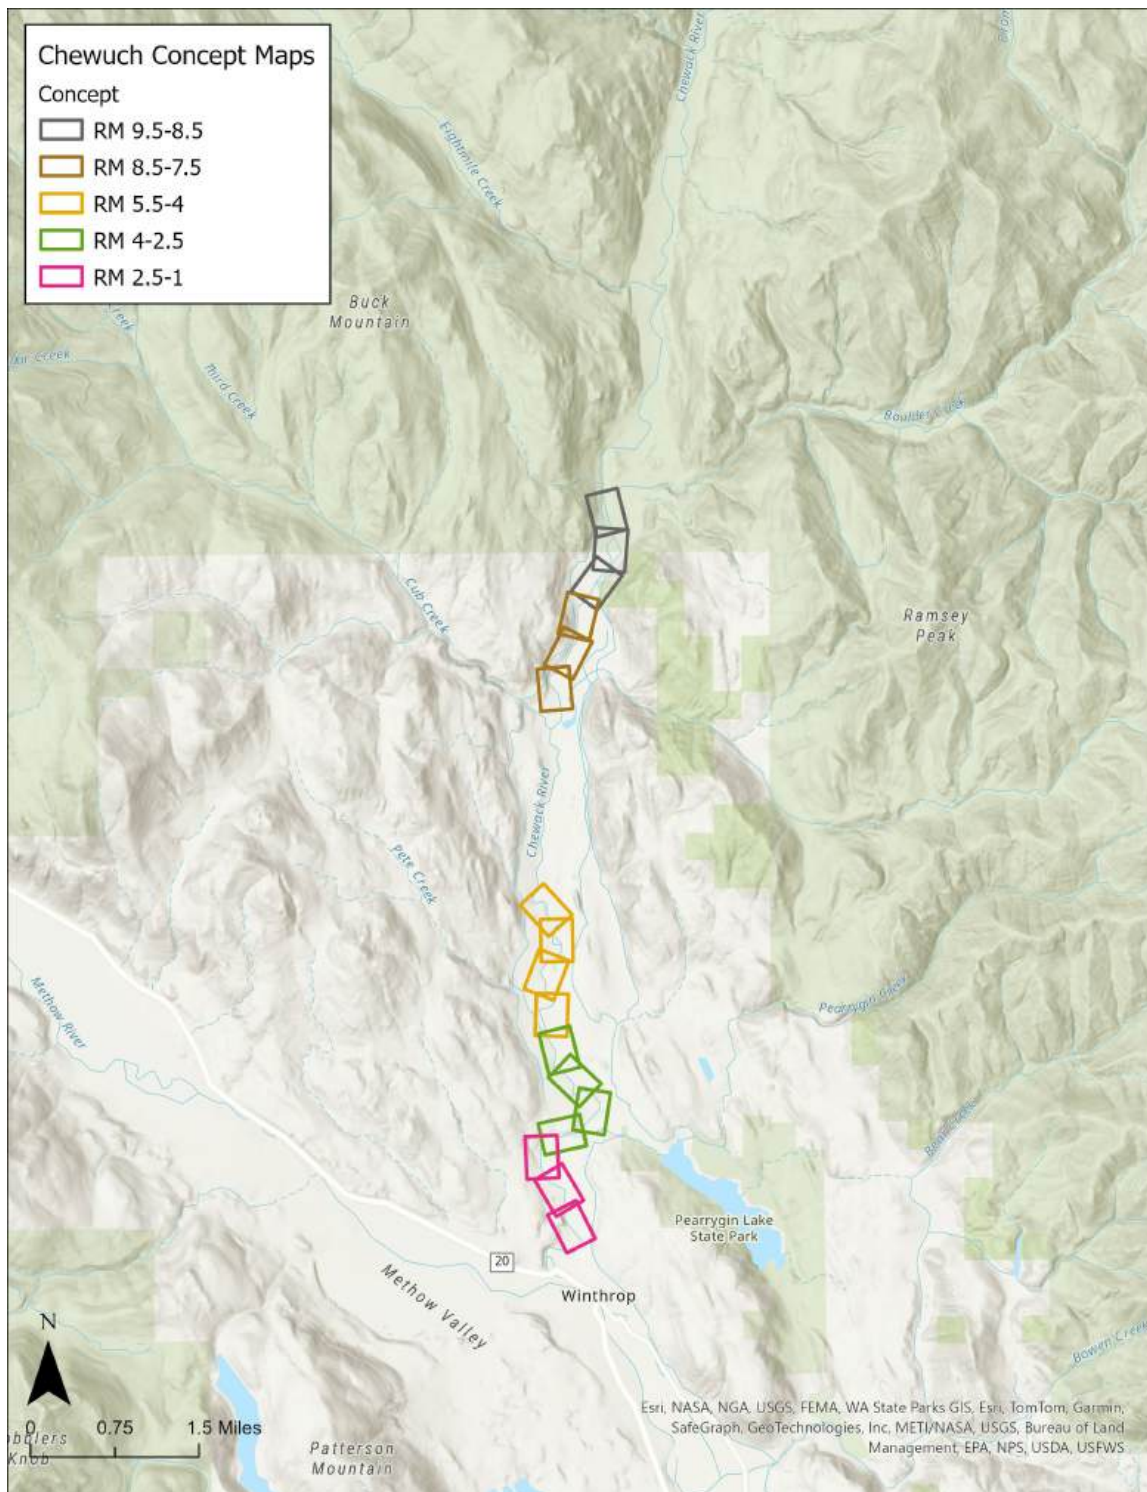 Chewuch Concept Maps
Concept
RM 9.5-8.5
RM 8.5-7.5
RM 5.5-4
RM 4-2.5
RM 2.5-1
Chewack River
Eightmile Creek
Buck
Mountain
Creek
Creek
Third Creek
Boulder Creek
Cub Creek
Ramsey
Peak
Chewack River
Pete Creek
Methow River
Pearrygin Creek
Pearrygin Lake
State Park
20
Winthrop
Methow Valley
Bowen Creek
N
0 0.75 1.5 Miles
Knob
Patterson
Mountain
Esri, NASA, NGA, USGS, FEMA, WA State Parks GIS, Esri, TomTom, Garmin,
SafeGraph, GeoTechnologies, Inc, METI/NASA, USGS, Bureau of Land
Management, EPA, NPS, USDA, USFWS